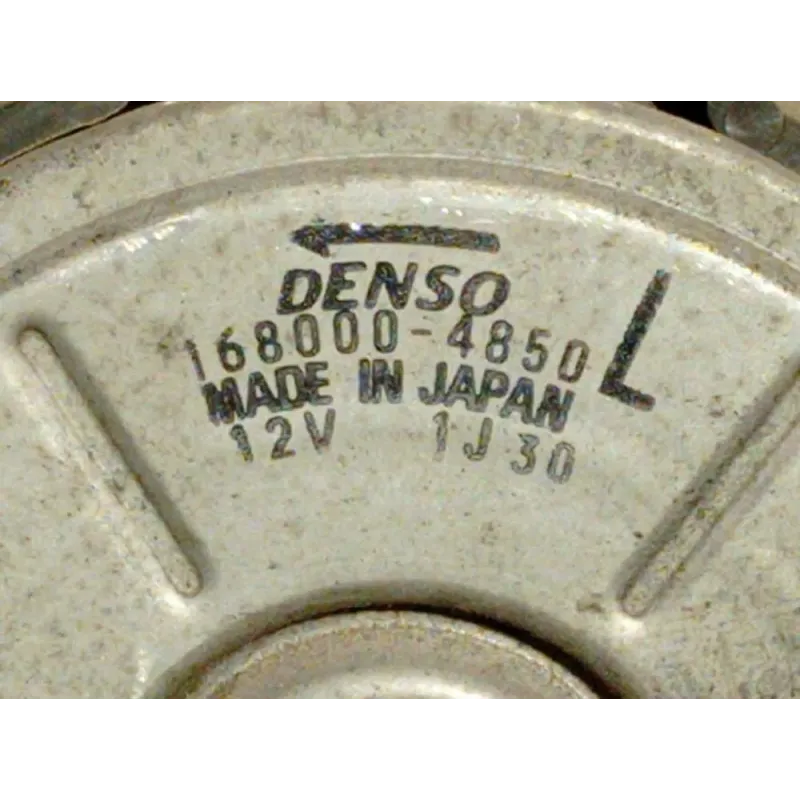 DENSO
168000-4850 L
MADE IN JAPAN
12V 1J30